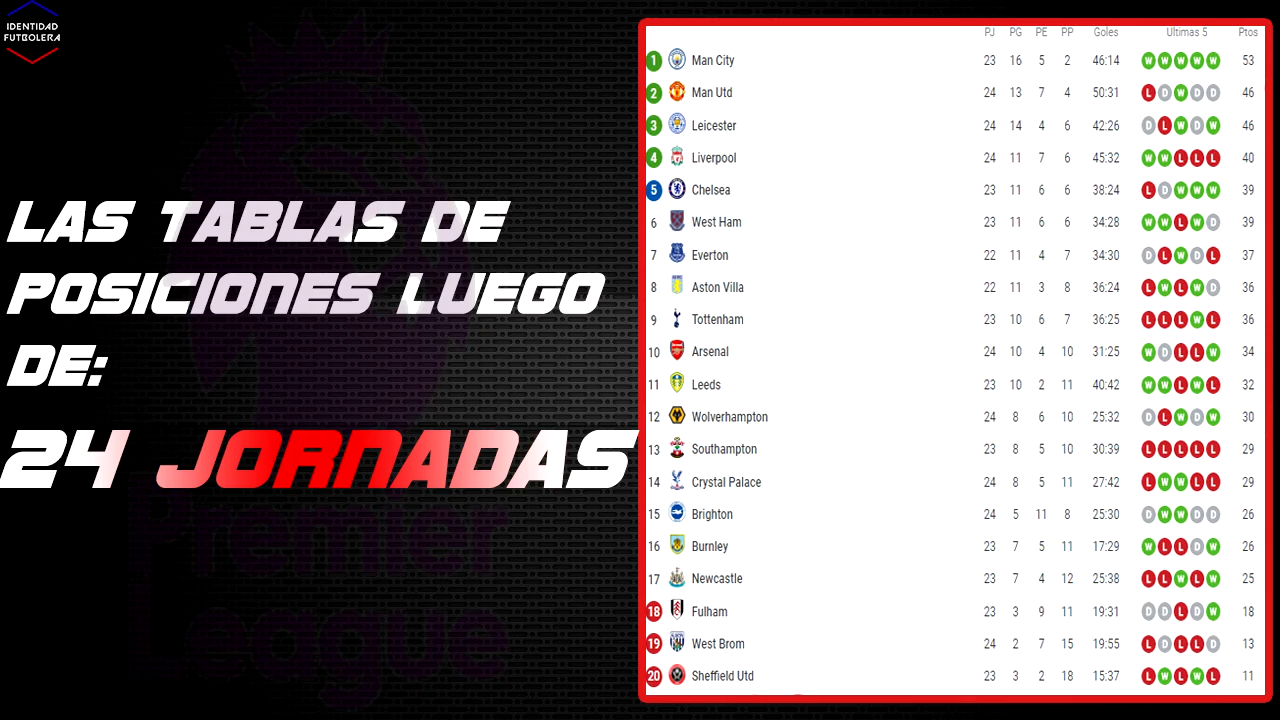 IDENTIDAD
FUTBOLERA
LAS TABLAS DE
POSICIONES LUEGO
DE:
24 JORNADAS
Premier
League
PJ PG PE PP Goles Ultimas 5 Ptos
1 Man City 23 16 5 2 46:14 W W W W W 53
2 Man Utd 24 13 7 4 50:31 L D W D D 46
3 Leicester 24 14 4 6 42:26 D L W D W 46
4 Liverpool 24 11 7 6 45:32 W W L L L 40
5 Chelsea 23 11 6 6 38:24 L D W W W 39
6 West Ham 23 11 6 6 34:28 W W L W D 39
7 Everton 22 11 4 7 34:30 D L W D L 37
8 Aston Villa 22 11 3 8 36:24 L W L W D 36
9 Tottenham 23 10 6 7 36:25 L L L W L 36
10 Arsenal 24 10 4 10 31:25 W D L L W 34
11 Leeds 23 10 2 11 40:42 W W L W L 32
12 Wolverhampton 24 8 6 10 25:32 D L W D W 30
13 Southampton 23 8 5 10 30:39 L L L L L 29
14 Crystal Palace 24 8 5 11 27:42 L W W L L 29
15 Brighton 24 5 11 8 25:30 D W W D D 26
16 Burnley 23 7 5 11 17:29 W L L D W 26
17 Newcastle 23 7 4 12 25:38 L L W L W 25
18 Fulham 23 3 9 11 19:31 D D L D W 18
19 West Brom 24 2 7 15 19:55 L D L L D 13
20 Sheffield Utd 23 3 2 18 15:37 L W L W L 11